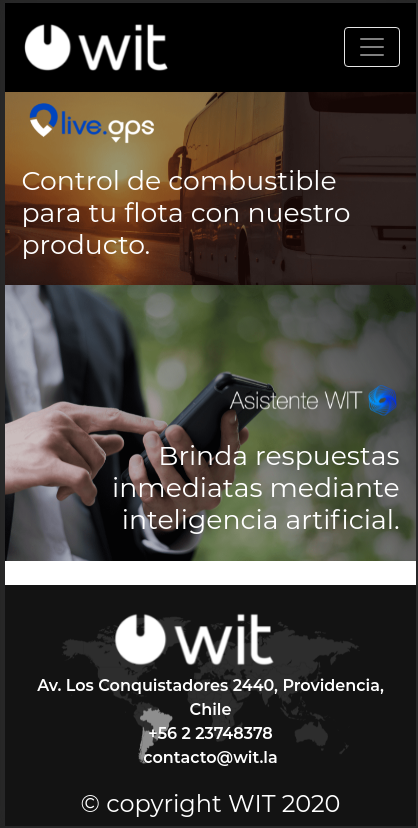 wit
live.gps
Control de combustible
para tu flota con nuestro
producto.
Asistente WIT
Brinda respuestas
inmediatas mediante
inteligencia artificial.
wit
Av. Los Conquistadores 2440, Providencia,
Chile
+56 2 23748378
contacto@wit.la
© copyright WIT 2020